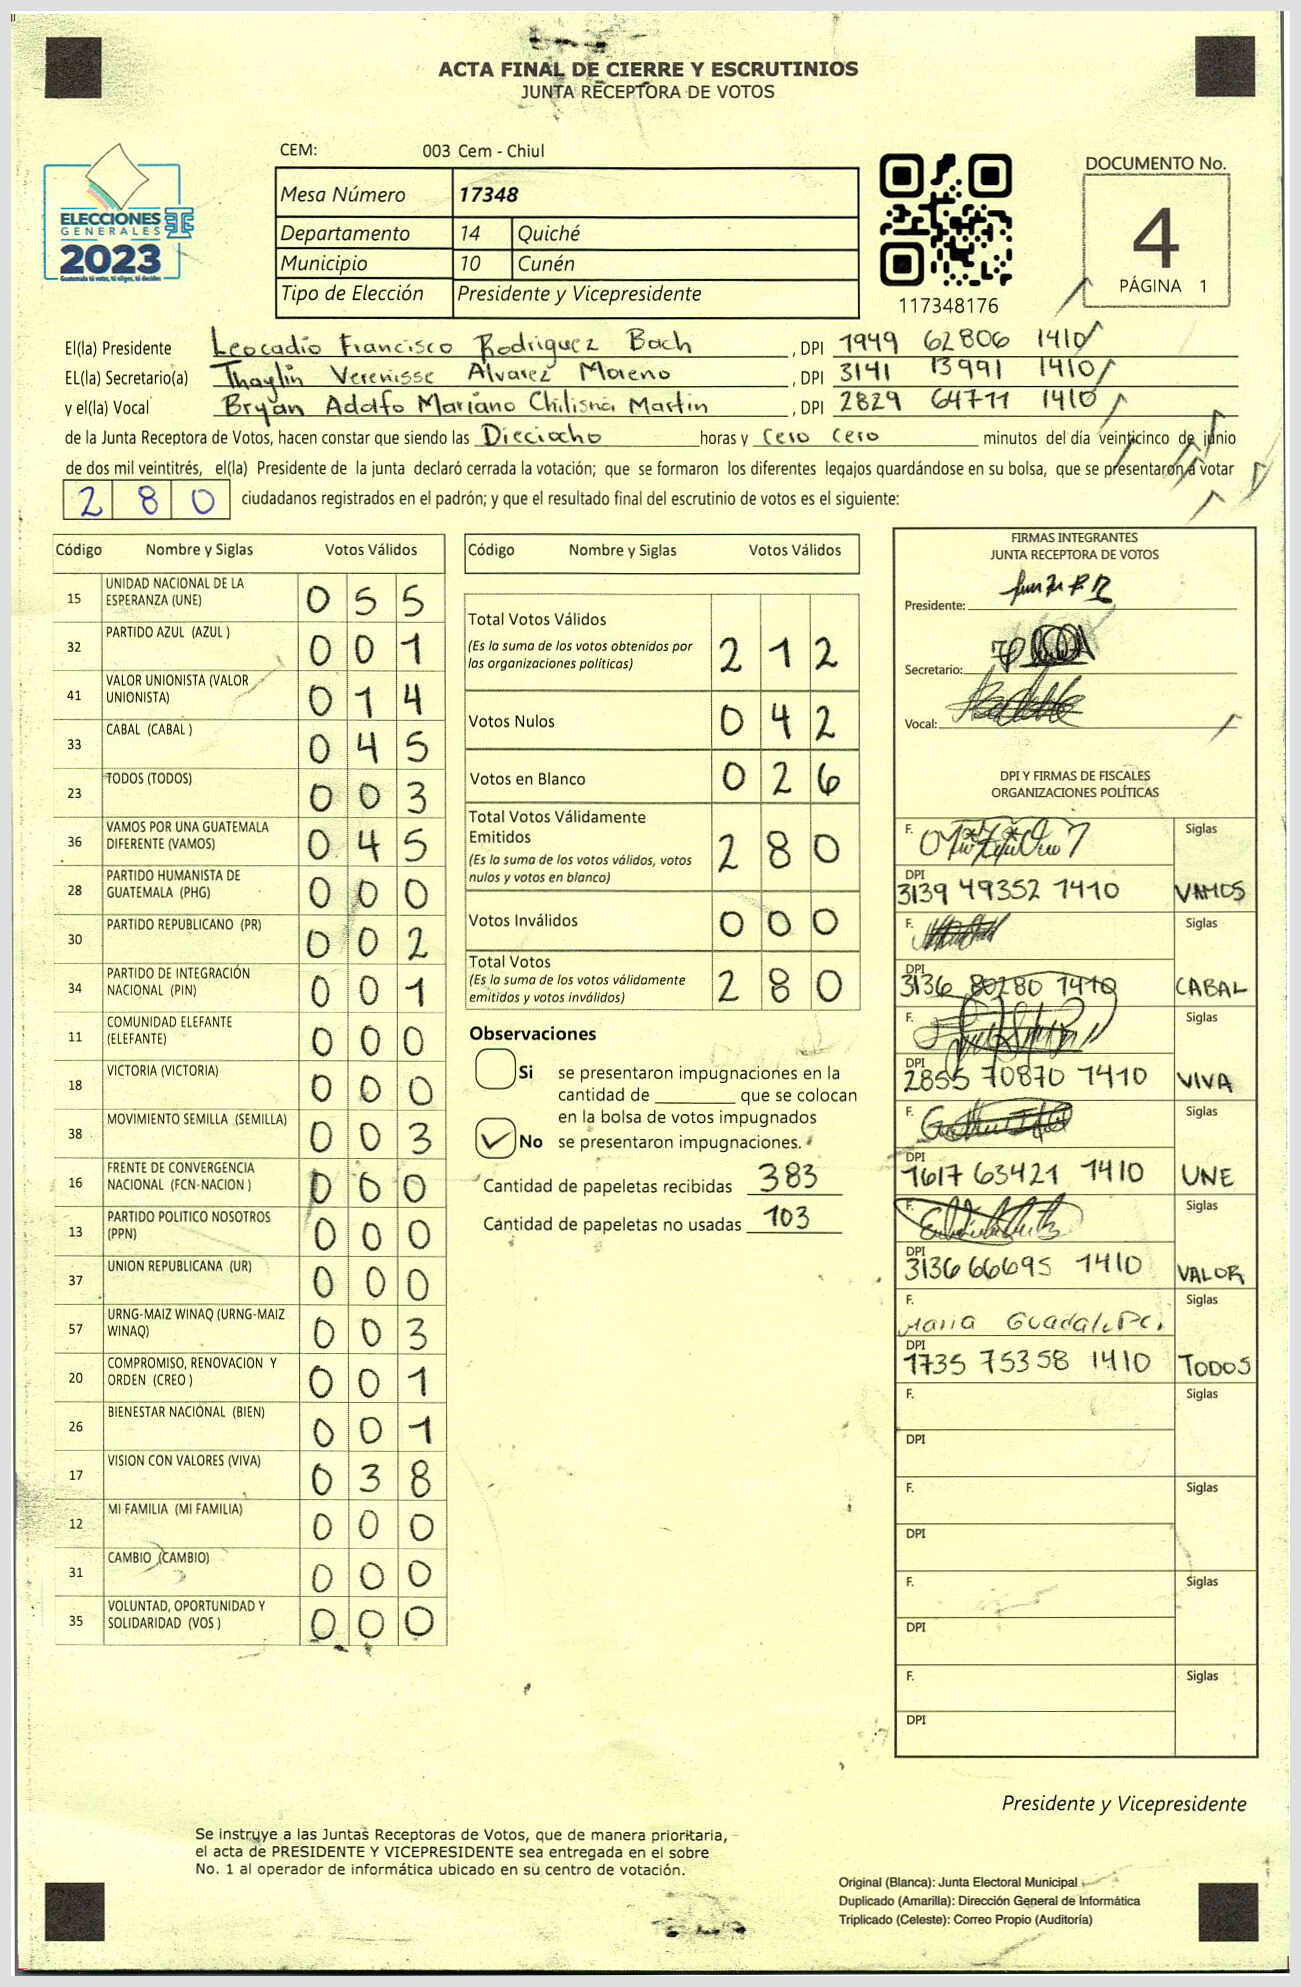 ACTA FINAL DE CIERRE Y ESCRUTINIOS
JUNTA RECEPTORA DE VOTOS
ELECCIONES
GENERALES
2023
Guatemala tú votas, tú eliges, tú decides
CEM: 003 Cem - Chiul
Mesa Número 17348
Departamento 14 Quiché
Municipio 10 Cunén
Tipo de Elección Presidente y Vicepresidente
117348176
DOCUMENTO No.
4
PÁGINA 1
El(la) Presidente Leocadio Francisco Rodriguez Bach , DPI 1949 62806 1410
EL(la) Secretario(a) Thaylin Verenisse Alvarez Moreno , DPI 3141 13991 1410
y el(la) Vocal Bryan Adolfo Mariano Chilisna Martin , DPI 2829 64711 1410
de la Junta Receptora de Votos, hacen constar que siendo las Dieciocho horas y cero cero minutos del día veinticinco de junio
de dos mil veintitrés, el(la) Presidente de la junta declaró cerrada la votación; que se formaron los diferentes legajos guardándose en su bolsa, que se presentaron a votar
280 ciudadanos registrados en el padrón; y que el resultado final del escrutinio de votos es el siguiente:
Código Nombre y Siglas Votos Válidos
15 UNIDAD NACIONAL DE LA ESPERANZA (UNE) 0 5 5
32 PARTIDO AZUL (AZUL ) 0 0 1
41 VALOR UNIONISTA (VALOR UNIONISTA) 0 1 4
33 CABAL (CABAL ) 0 4 5
23 TODOS (TODOS) 0 0 3
36 VAMOS POR UNA GUATEMALA DIFERENTE (VAMOS) 0 4 5
28 PARTIDO HUMANISTA DE GUATEMALA (PHG) 0 0 0
30 PARTIDO REPUBLICANO (PR) 0 0 2
34 PARTIDO DE INTEGRACIÓN NACIONAL (PIN) 0 0 1
11 COMUNIDAD ELEFANTE (ELEFANTE) 0 0 0
18 VICTORIA (VICTORIA) 0 0 0
38 MOVIMIENTO SEMILLA (SEMILLA) 0 0 3
16 FRENTE DE CONVERGENCIA NACIONAL (FCN-NACION ) 0 0 0
13 PARTIDO POLITICO NOSOTROS (PPN) 0 0 0
37 UNION REPUBLICANA (UR) 0 0 0
57 URNG-MAIZ WINAQ (URNG-MAIZ WINAQ) 0 0 3
20 COMPROMISO, RENOVACION Y ORDEN (CREO ) 0 0 1
26 BIENESTAR NACIONAL (BIEN) 0 0 1
17 VISION CON VALORES (VIVA) 0 3 8
12 MI FAMILIA (MI FAMILIA) 0 0 0
31 CAMBIO (CAMBIO) 0 0 0
35 VOLUNTAD, OPORTUNIDAD Y SOLIDARIDAD (VOS ) 0 0 0
Código Nombre y Siglas Votos Válidos
Total Votos Válidos
(Es la suma de los votos obtenidos por
las organizaciones políticas) 2 1 2
Votos Nulos 0 4 2
Votos en Blanco 0 2 6
Total Votos Válidamente
Emitidos
(Es la suma de los votos válidos, votos
nulos y votos en blanco) 2 8 0
Votos Inválidos 0 0 0
Total Votos
(Es la suma de los votos válidamente
emitidos y votos inválidos) 2 8 0
Observaciones
Si se presentaron impugnaciones en la
cantidad de ________ que se colocan
en la bolsa de votos impugnados
No se presentaron impugnaciones.
Cantidad de papeletas recibidas 383
Cantidad de papeletas no usadas 103
FIRMAS INTEGRANTES
JUNTA RECEPTORA DE VOTOS
Presidente:
Secretario:
Vocal:
DPI Y FIRMAS DE FISCALES
ORGANIZACIONES POLÍTICAS
F. Siglas
DPI 3139 49352 1410 VAMOS
F. Siglas
DPI 3136 80280 1410 CABAL
F. Siglas
DPI 2855 70870 1410 VIVA
F. Siglas
DPI 1617 63421 1410 UNE
F. Siglas
DPI 3136 66695 1410 VALOR
F. Siglas
DPI 1735 75358 1410 TODOS
F. Siglas
DPI
F. Siglas
DPI
F. Siglas
DPI
F. Siglas
DPI
Presidente y Vicepresidente
Se instruye a las Juntas Receptoras de Votos, que de manera prioritaria,
el acta de PRESIDENTE Y VICEPRESIDENTE sea entregada en el sobre
No. 1 al operador de informática ubicado en su centro de votación.
Original (Blanca): Junta Electoral Municipal
Duplicado (Amarilla): Dirección General de Informática
Triplicado (Celeste): Correo Propio (Auditoría)